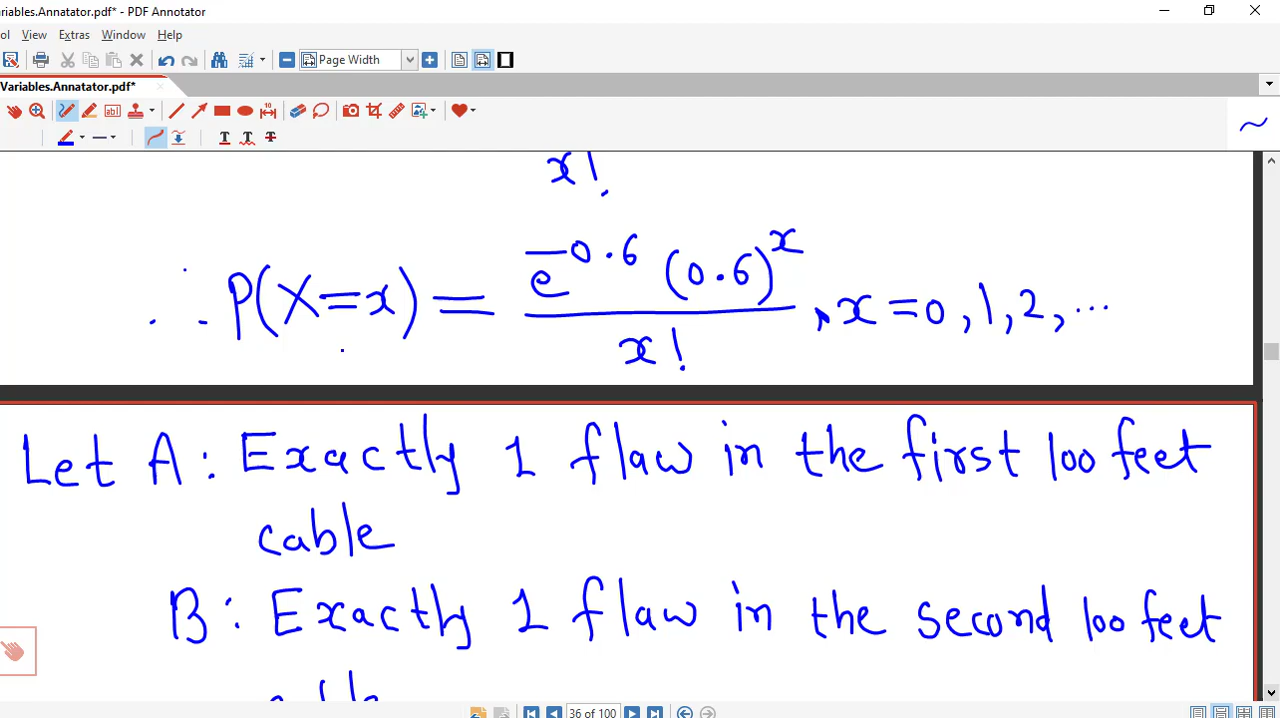 ariables.Annatator.pdf* - PDF Annotator
ol View Extras Window Help
Page Width
Variables.Annatator.pdf*
x!
∴ P(X=x) = e^-0.6 (0.6)^x / x! , x = 0, 1, 2, ...
Let A: Exactly 1 flaw in the first 100 feet
cable
B: Exactly 1 flaw in the second 100 feet
cable
36 of 100